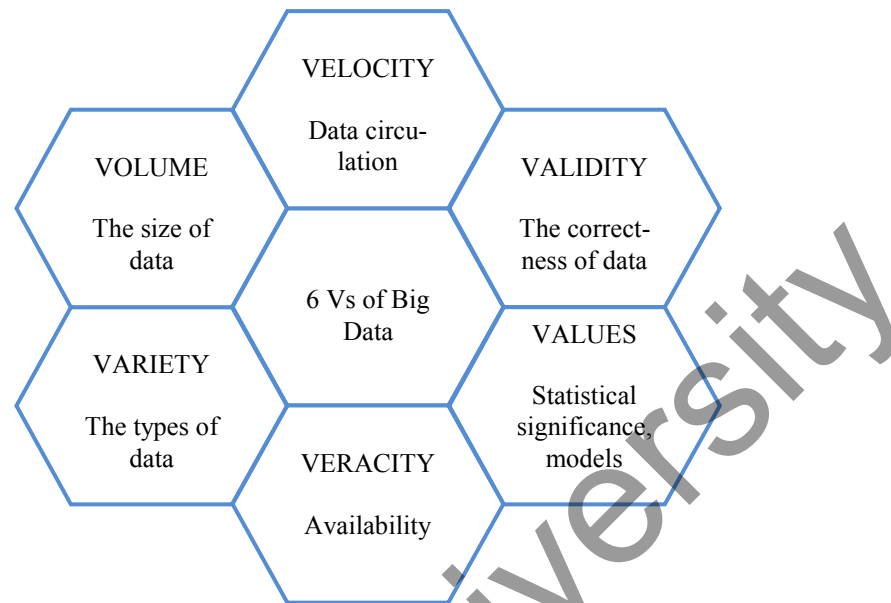 VELOCITY
Data circu-
lation
VOLUME
The size of
data
VALIDITY
The correct-
ness of data
6 Vs of Big
Data
VARIETY
The types of
data
VALUES
Statistical
significance,
models
VERACITY
Availability